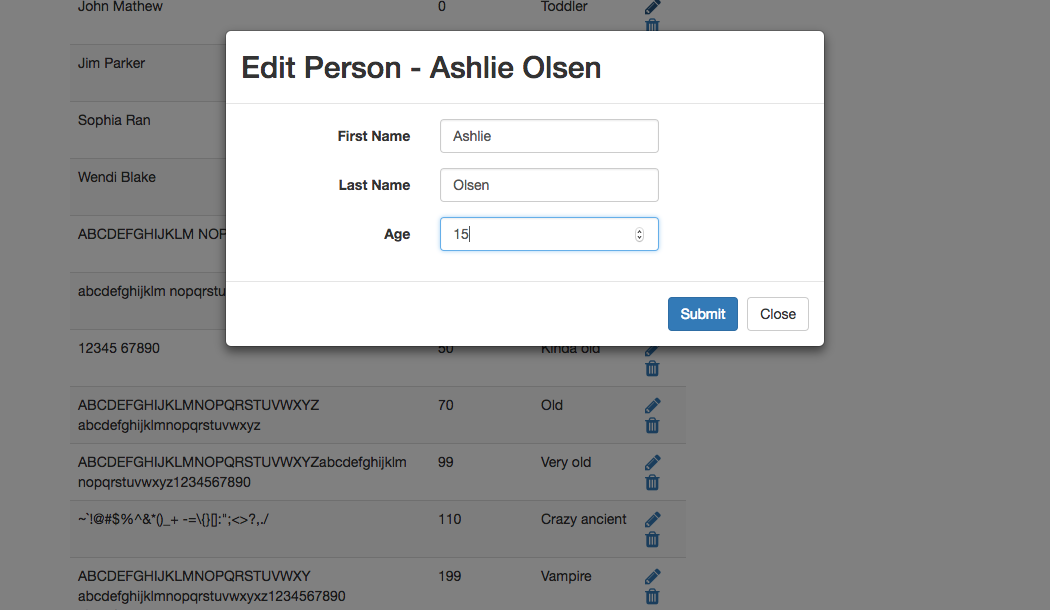 John Mathew 0 Toddler
Edit Person - Ashlie Olsen
Jim Parker
First Name Ashlie
Sophia Ran
Last Name Olsen
Wendi Blake
Age 15
ABCDEFGHIJKLM NOP
abcdefghijklm nopqrstu
Submit Close
12345 67890 50 Kinda old
ABCDEFGHIJKLMNOPQRSTUVWXYZ 70 Old
abcdefghijklmnopqrstuvwxyz
ABCDEFGHIJKLMNOPQRSTUVWXYZabcdefghijklm 99 Very old
nopqrstuvwxyz1234567890
~`!@#$%^&*()_+ -=\{}[]:";<>?,./ 110 Crazy ancient
ABCDEFGHIJKLMNOPQRSTUVWXY 199 Vampire
abcdefghijklmnopqrstuvwxyxz1234567890